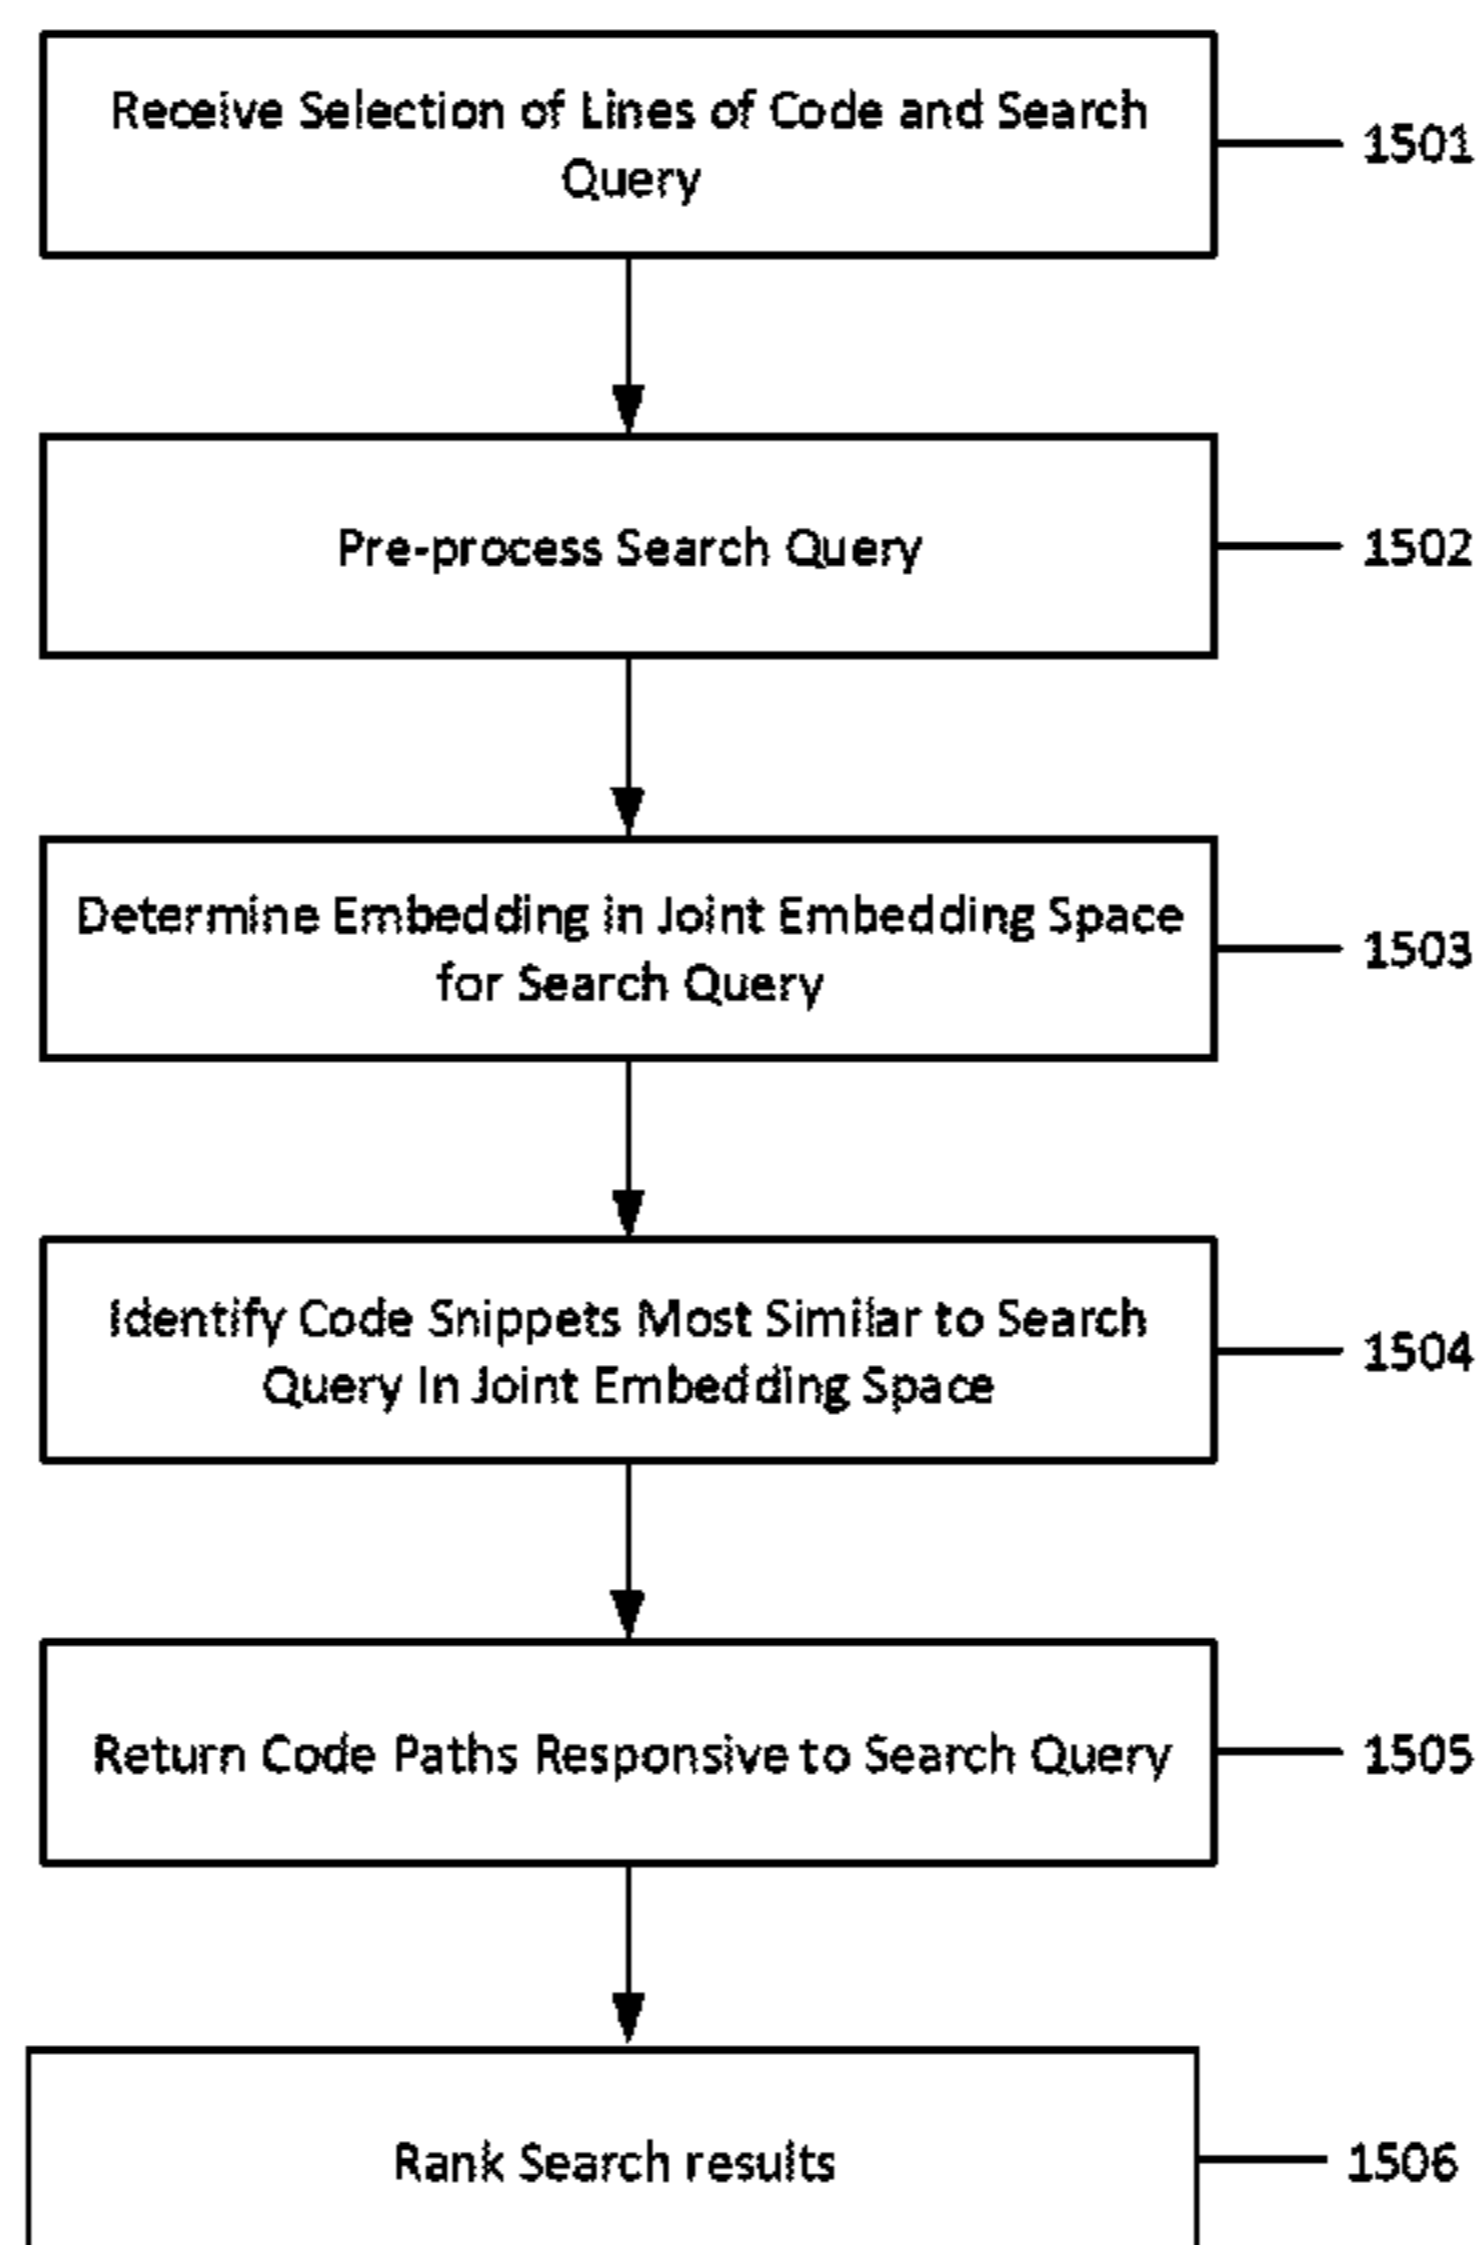 Receive Selection of Lines of Code and Search
Query
1501
Pre-process Search Query
1502
Determine Embedding in Joint Embedding Space
for Search Query
1503
Identify Code Snippets Most Similar to Search
Query In Joint Embedding Space
1504
Return Code Paths Responsive to Search Query
1505
Rank Search results
1506